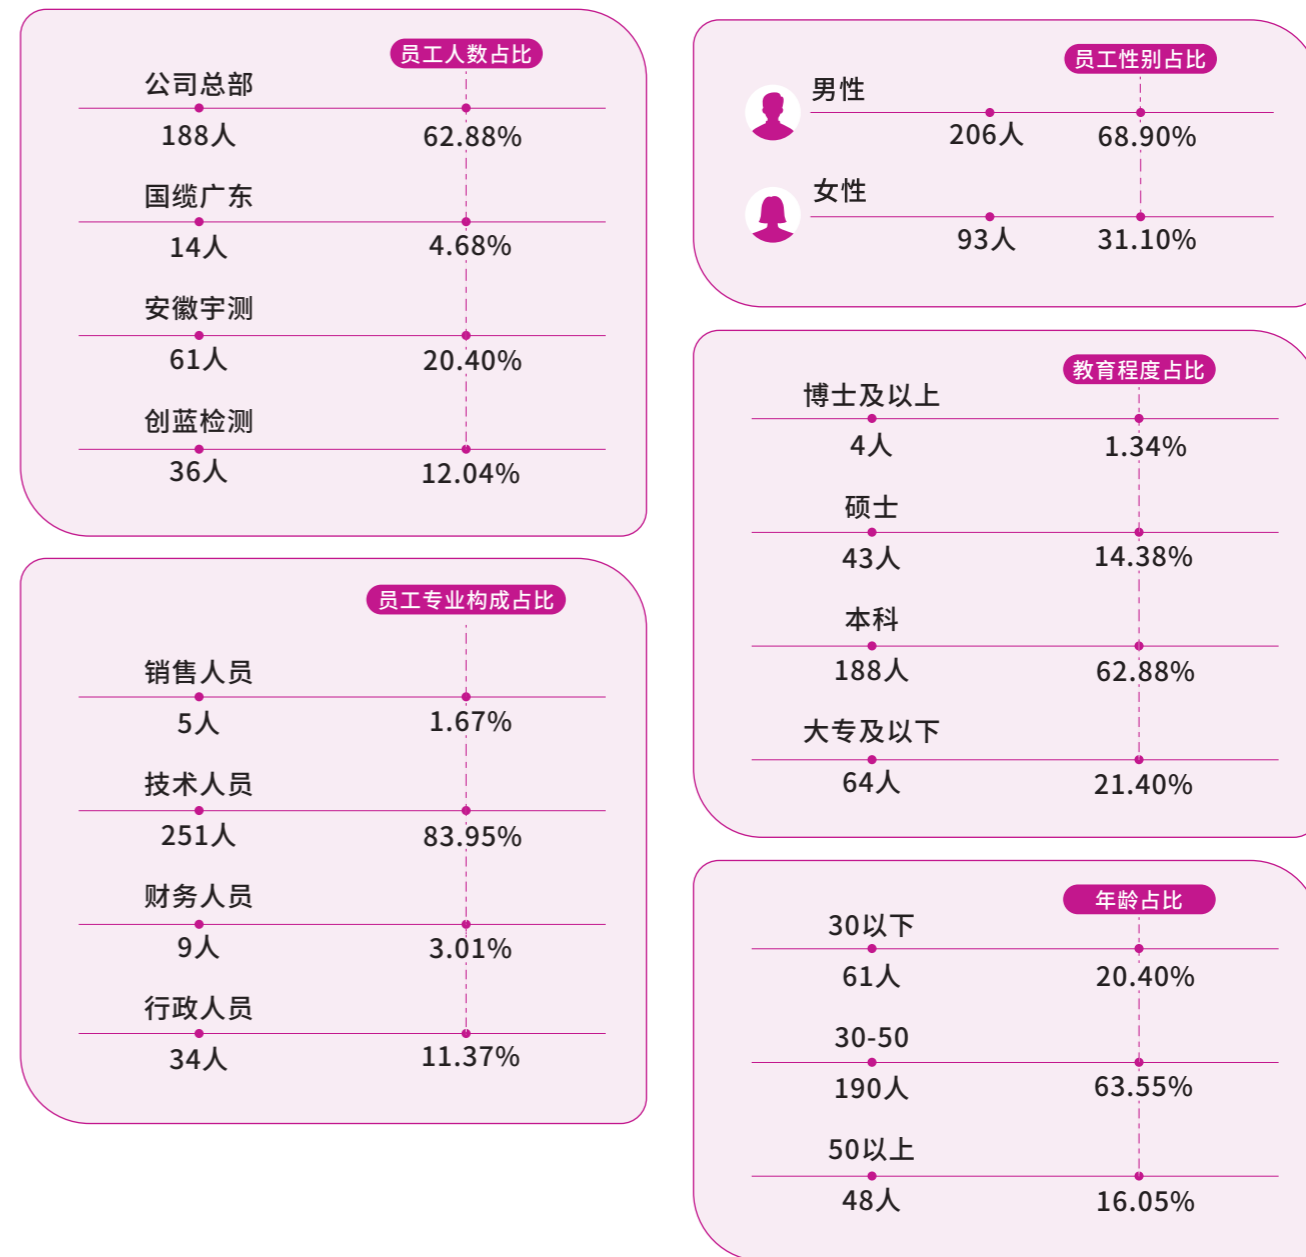 员工人数占比
公司总部
188人 62.88%
国缆广东
14人 4.68%
安徽宇测
61人 20.40%
创蓝检测
36人 12.04%
员工专业构成占比
销售人员
5人 1.67%
技术人员
251人 83.95%
财务人员
9人 3.01%
行政人员
34人 11.37%
员工性别占比
男性
206人 68.90%
女性
93人 31.10%
教育程度占比
博士及以上
4人 1.34%
硕士
43人 14.38%
本科
188人 62.88%
大专及以下
64人 21.40%
年龄占比
30以下
61人 20.40%
30-50
190人 63.55%
50以上
48人 16.05%